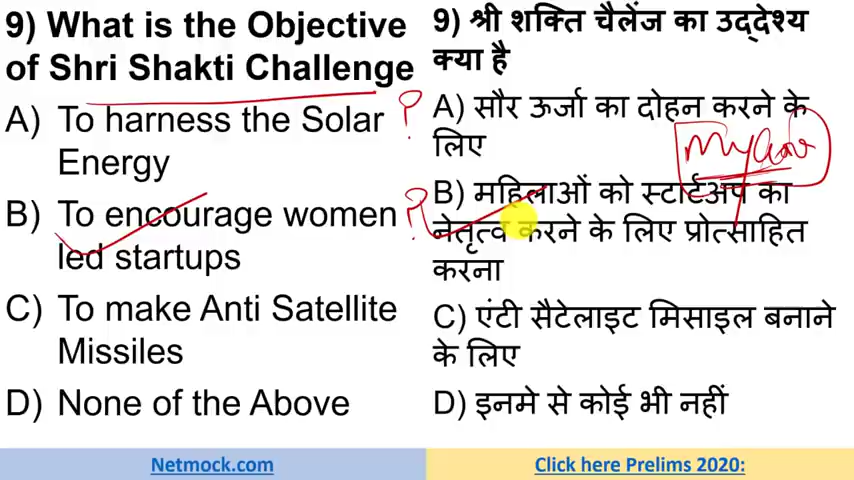 9) What is the Objective
of Shri Shakti Challenge
A) To harness the Solar
Energy
B) To encourage women
led startups
C) To make Anti Satellite
Missiles
D) None of the Above
9) श्री शक्ति चैलेंज का उद्देश्य
क्या है
A) सौर ऊर्जा का दोहन करने के
लिए
B) महिलाओं को स्टार्टअप का
नेतृत्व करने के लिए प्रोत्साहित
करना
C) एंटी सैटेलाइट मिसाइल बनाने
के लिए
D) इनमे से कोई भी नहीं
?
?
MyGov
Netmock.com
Click here Prelims 2020: